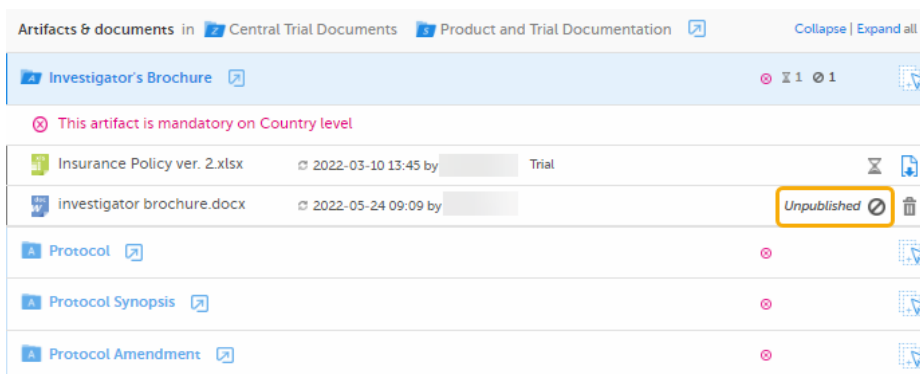 Artifacts & documents in Z Central Trial Documents S Product and Trial Documentation Collapse | Expand all
A Investigator's Brochure 1 1
This artifact is mandatory on Country level
Insurance Policy ver. 2.xlsx 2022-03-10 13:45 by Trial
investigator brochure.docx 2022-05-24 09:09 by Unpublished
A Protocol
A Protocol Synopsis
A Protocol Amendment